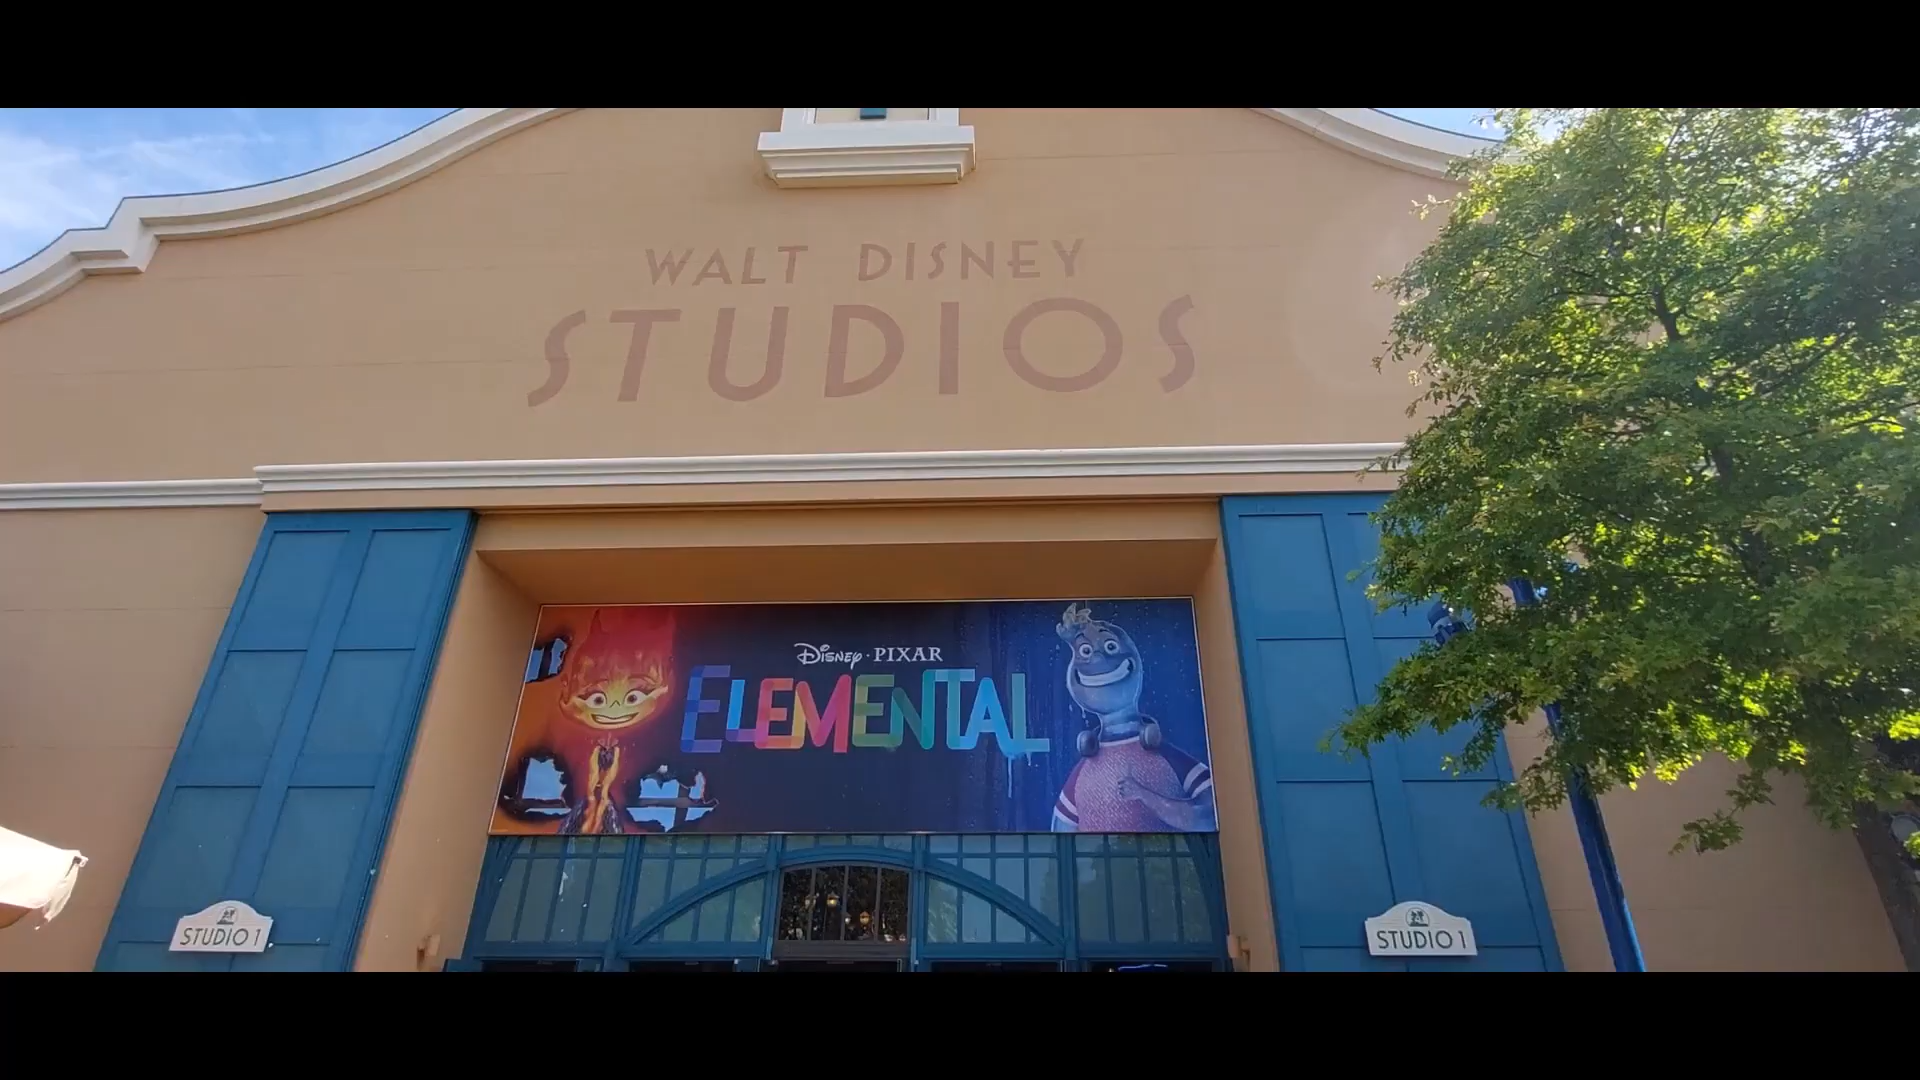 WALT DISNEY
STUDIOS
Disney · PIXAR
ELEMENTAL
STUDIO 1
STUDIO 1